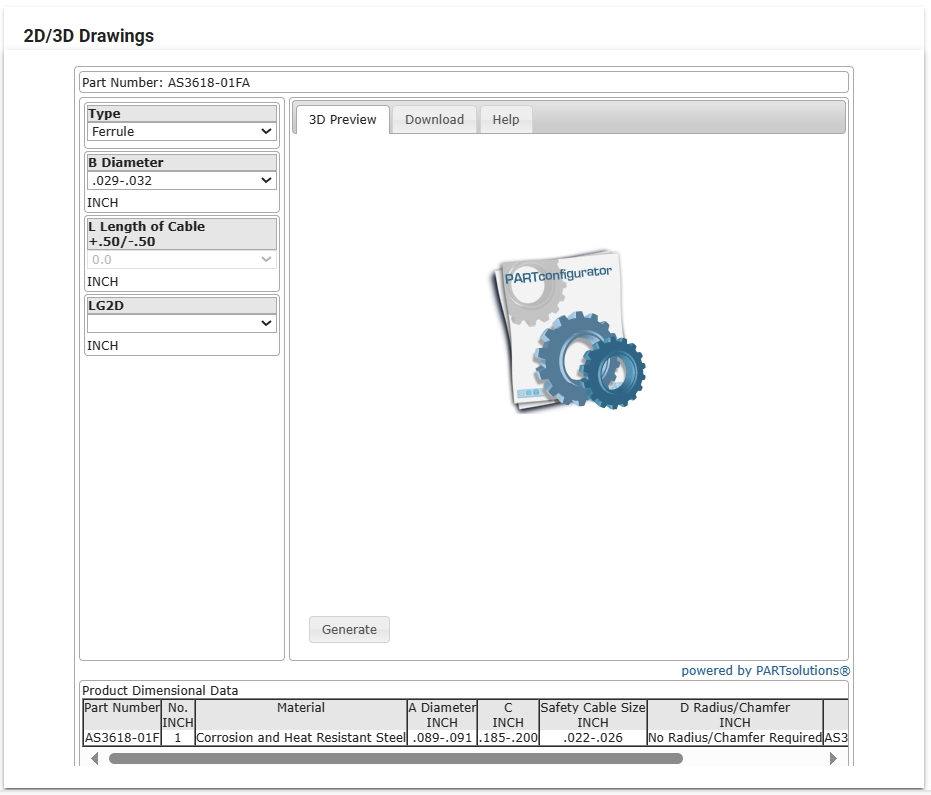 2D/3D Drawings
Part Number: AS3618-01FA
Type
Ferrule
B Diameter
.029-.032
INCH
L Length of Cable
+.50/-.50
0.0
INCH
LG2D
INCH
3D Preview Download Help
PARTconfigurator
Generate
powered by PARTsolutions®
Product Dimensional Data
Part Number No. Material A Diameter C Safety Cable Size D Radius/Chamfer
INCH INCH INCH INCH INCH
AS3618-01F 1 Corrosion and Heat Resistant Steel .089-.091 .185-.200 .022-.026 No Radius/Chamfer Required AS3